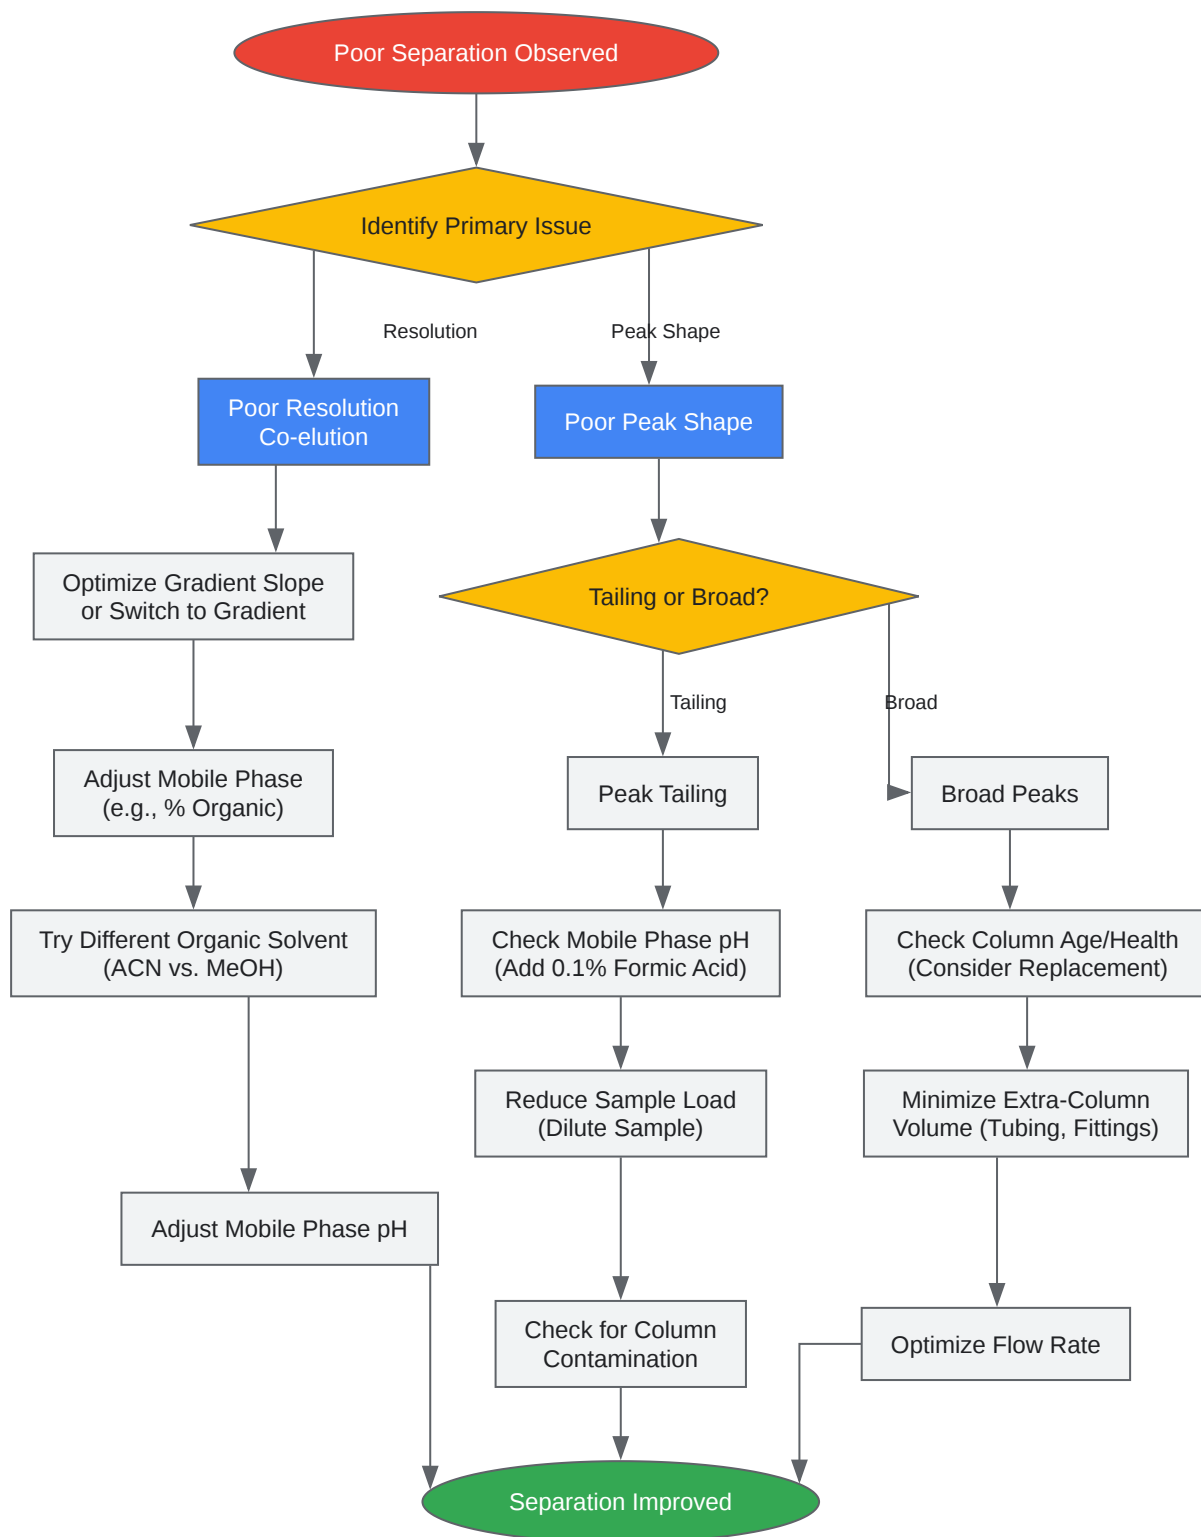 Poor Separation Observed
Identify Primary Issue
Resolution
Peak Shape
Poor Resolution
Co-elution
Poor Peak Shape
Optimize Gradient Slope
or Switch to Gradient
Tailing or Broad?
Tailing
Broad
Adjust Mobile Phase
(e.g., % Organic)
Peak Tailing
Broad Peaks
Try Different Organic Solvent
(ACN vs. MeOH)
Check Mobile Phase pH
(Add 0.1% Formic Acid)
Check Column Age/Health
(Consider Replacement)
Reduce Sample Load
(Dilute Sample)
Minimize Extra-Column
Volume (Tubing, Fittings)
Adjust Mobile Phase pH
Check for Column
Contamination
Optimize Flow Rate
Separation Improved